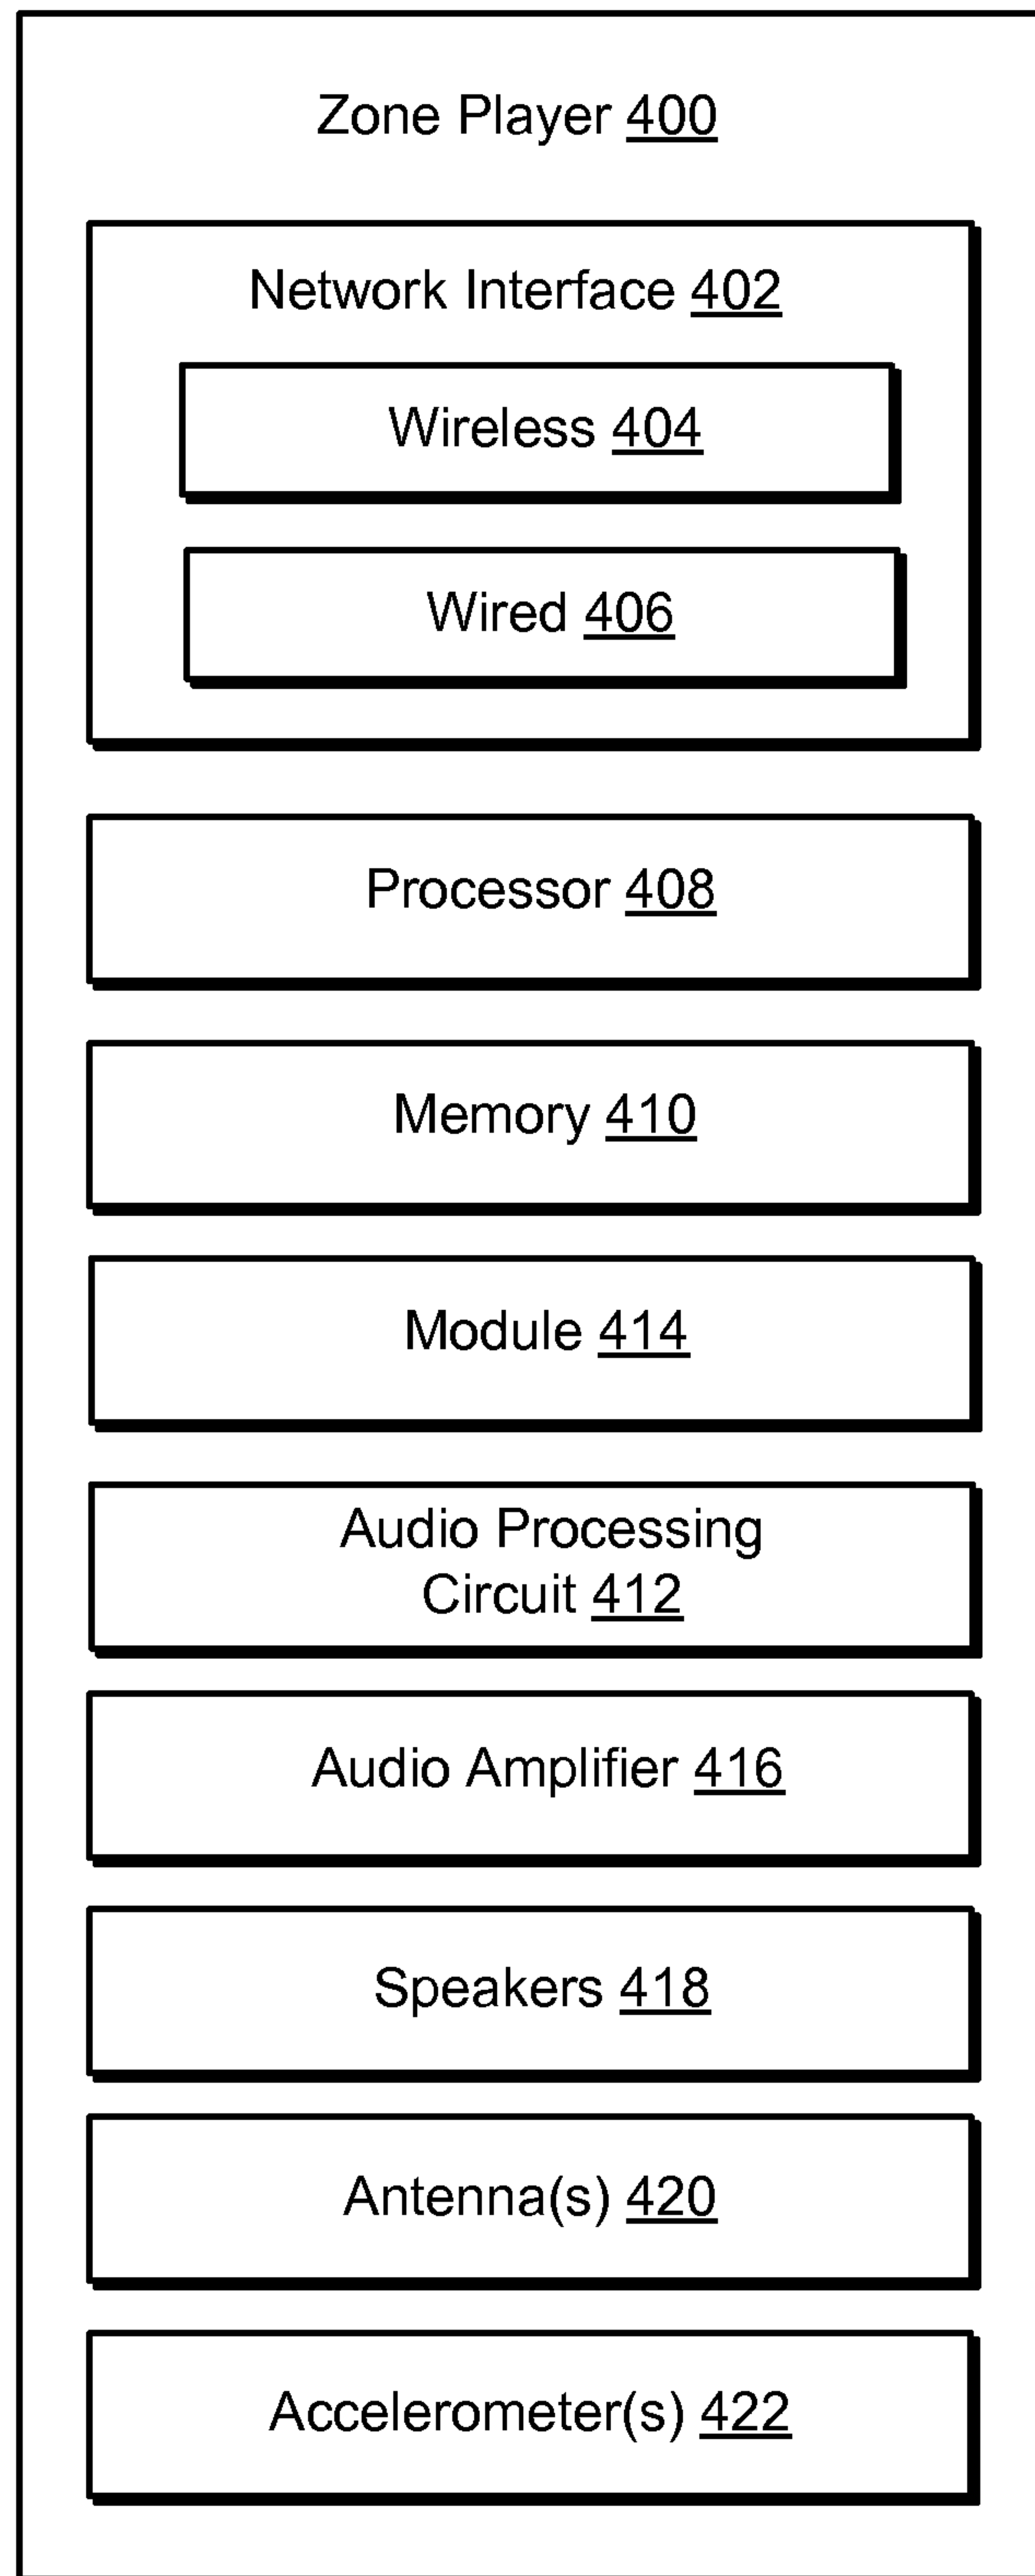 Zone Player 400
Network Interface 402
Wireless 404
Wired 406
Processor 408
Memory 410
Module 414
Audio Processing
Circuit 412
Audio Amplifier 416
Speakers 418
Antenna(s) 420
Accelerometer(s) 422